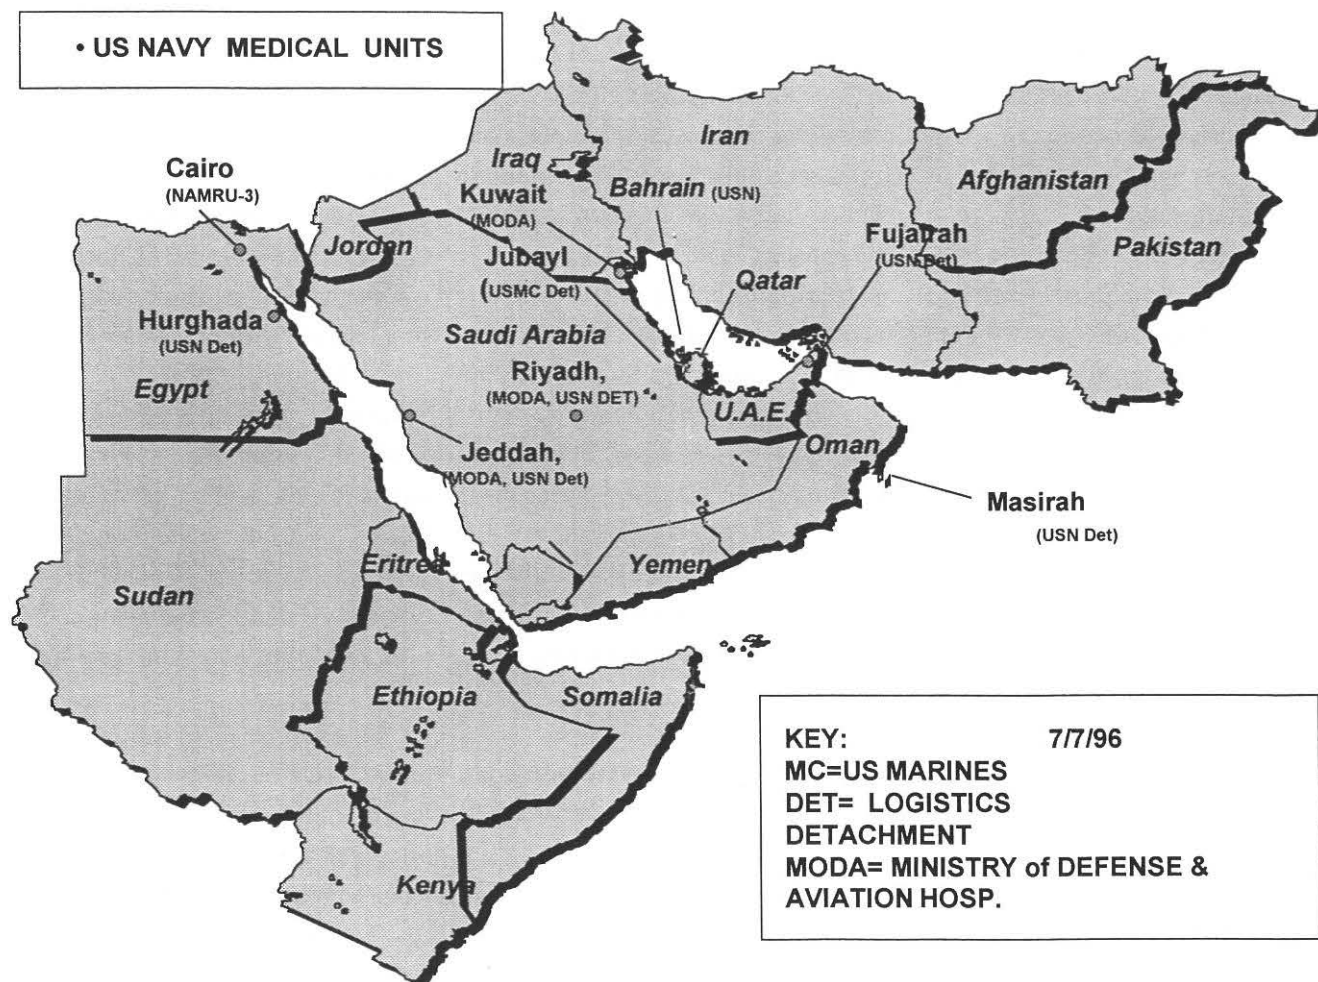 • US NAVY MEDICAL UNITS
Iran
Iraq
Cairo
(NAMRU-3)
Kuwait
(MODA)
Bahrain (USN)
Afghanistan
Jordan
Jubayl
(USMC Det)
Fujairah
(USN Det)
Pakistan
Qatar
Hurghada
(USN Det)
Saudi Arabia
Egypt
Riyadh,
(MODA, USN DET)
U.A.E.
Oman
Jeddah,
(MODA, USN Det)
Masirah
(USN Det)
Eritrea
Yemen
Sudan
Ethiopia
Somalia
Kenya
KEY: 7/7/96
MC=US MARINES
DET= LOGISTICS
DETACHMENT
MODA= MINISTRY of DEFENSE &
AVIATION HOSP.